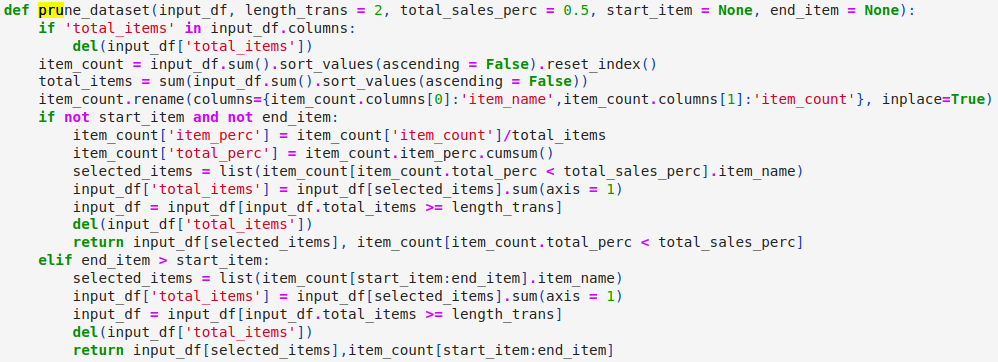 def prune_dataset(input_df, length_trans = 2, total_sales_perc = 0.5, start_item = None, end_item = None):
    if 'total_items' in input_df.columns:
        del(input_df['total_items'])
    item_count = input_df.sum().sort_values(ascending = False).reset_index()
    total_items = sum(input_df.sum().sort_values(ascending = False))
    item_count.rename(columns={item_count.columns[0]:'item_name',item_count.columns[1]:'item_count'}, inplace=True)
    if not start_item and not end_item:
        item_count['item_perc'] = item_count['item_count']/total_items
        item_count['total_perc'] = item_count.item_perc.cumsum()
        selected_items = list(item_count[item_count.total_perc < total_sales_perc].item_name)
        input_df['total_items'] = input_df[selected_items].sum(axis = 1)
        input_df = input_df[input_df.total_items >= length_trans]
        del(input_df['total_items'])
        return input_df[selected_items], item_count[item_count.total_perc < total_sales_perc]
    elif end_item > start_item:
        selected_items = list(item_count[start_item:end_item].item_name)
        input_df['total_items'] = input_df[selected_items].sum(axis = 1)
        input_df = input_df[input_df.total_items >= length_trans]
        del(input_df['total_items'])
        return input_df[selected_items],item_count[start_item:end_item]